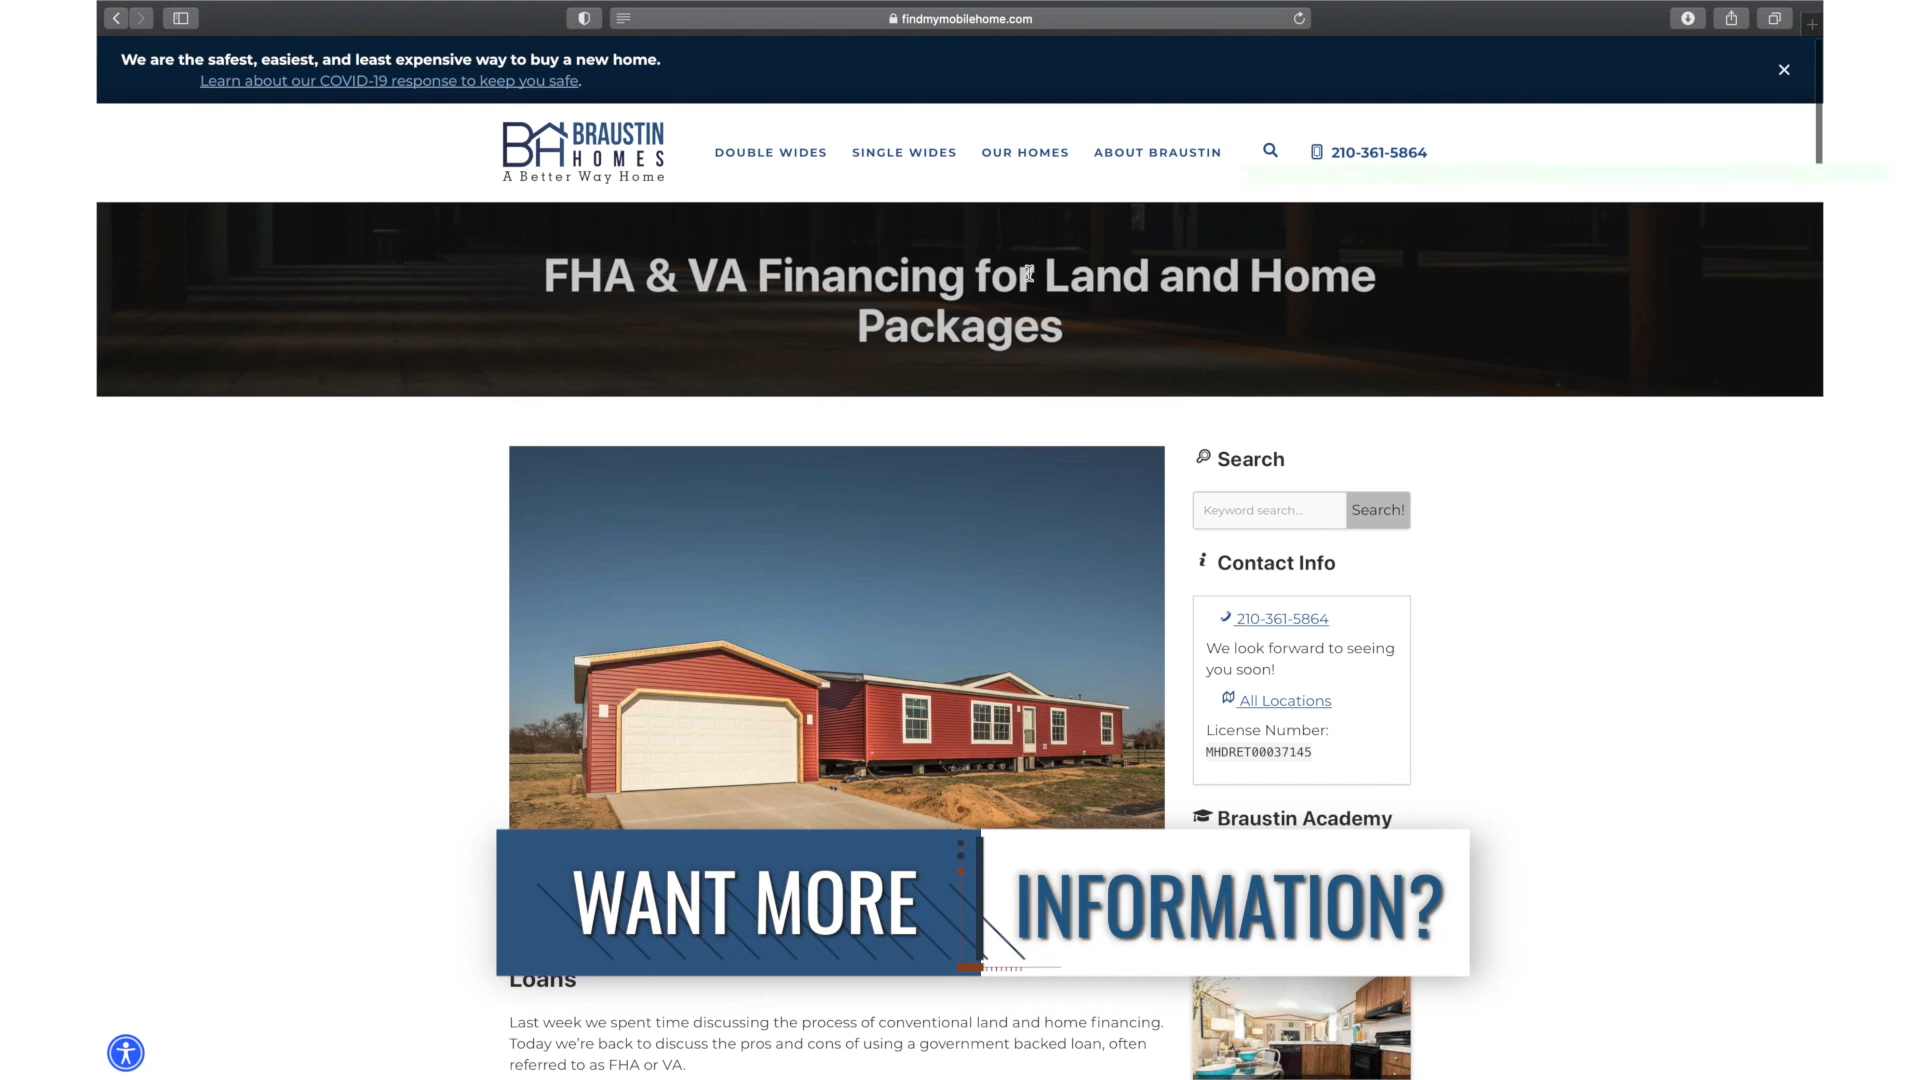 findmymobilehome.com
We are the safest, easiest, and least expensive way to buy a new home.
Learn about our COVID-19 response to keep you safe.
BH BRAUSTIN
HOMES
A Better Way Home
DOUBLE WIDES
SINGLE WIDES
OUR HOMES
ABOUT BRAUSTIN
210-361-5864
FHA & VA Financing for Land and Home
Packages
Search
Keyword search...
Search!
Contact Info
210-361-5864
We look forward to seeing
you soon!
All Locations
License Number:
MHDRET00037145
Braustin Academy
WANT MORE INFORMATION?
Loans
Last week we spent time discussing the process of conventional land and home financing.
Today we’re back to discuss the pros and cons of using a government backed loan, often
referred to as FHA or VA.